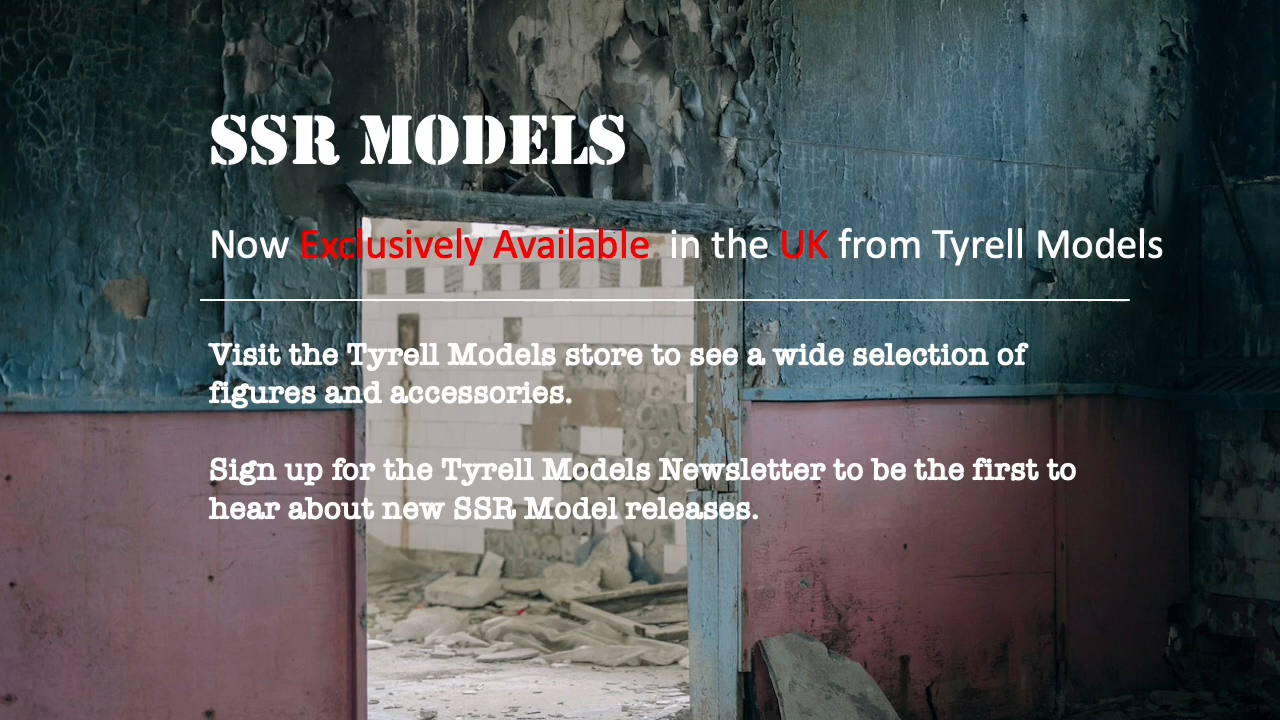 SSR MODELS
Now Exclusively Available in the UK from Tyrell Models
Visit the Tyrell Models store to see a wide selection of
figures and accessories.
Sign up for the Tyrell Models Newsletter to be the first to
hear about new SSR Model releases.